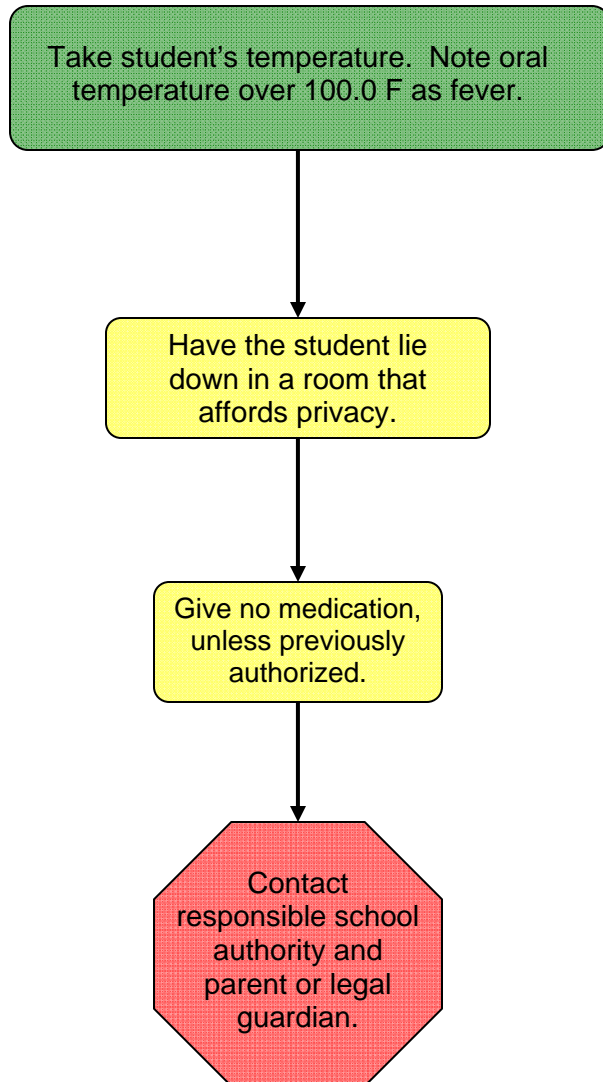 Take student’s temperature.  Note oral
temperature over 100.0 F as fever.
Have the student lie
down in a room that
affords privacy.
Give no medication,
unless previously
authorized.
Contact
responsible school
authority and
parent or legal
guardian.